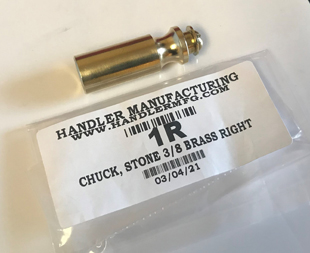 HANDLER MANUFACTURING
WWW.HANDLERMFG.COM
1R
CHUCK, STONE 3/8 BRASS RIGHT
03/04/21